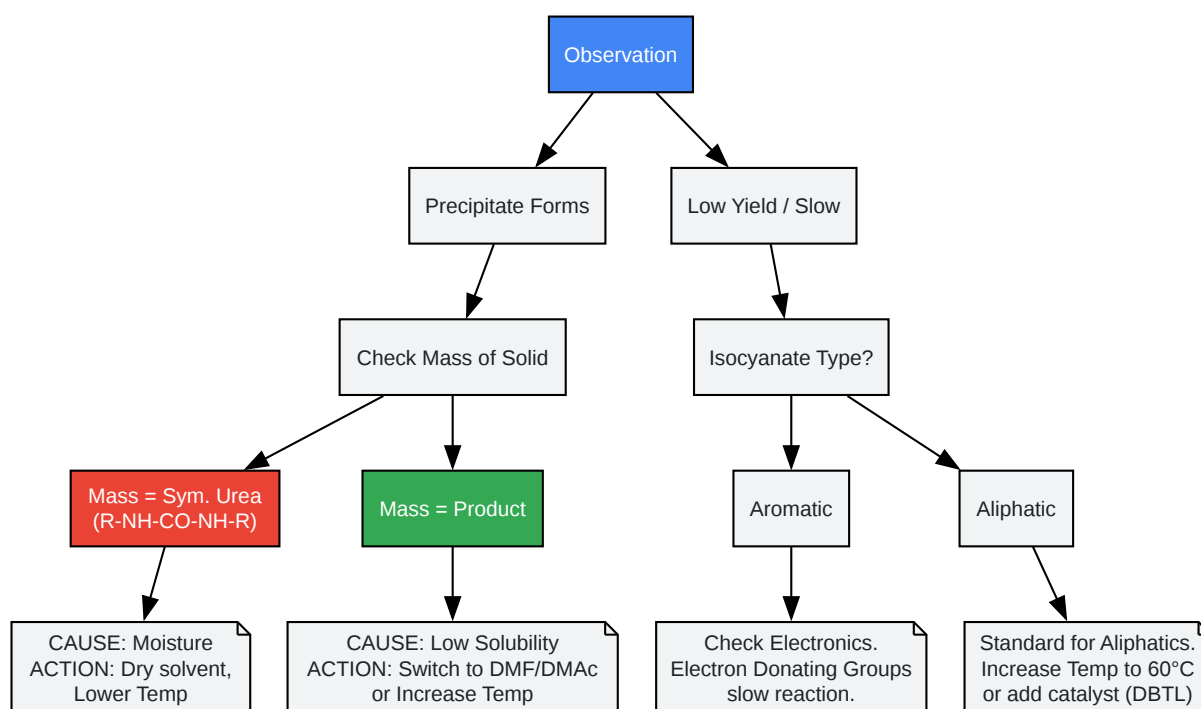 Observation
Precipitate Forms
Low Yield / Slow
Check Mass of Solid
Isocyanate Type?
Mass = Sym. Urea
(R-NH-CO-NH-R)
Mass = Product
Aromatic
Aliphatic
CAUSE: Moisture
ACTION: Dry solvent,
Lower Temp
CAUSE: Low Solubility
ACTION: Switch to DMF/DMAc
or Increase Temp
Check Electronics.
Electron Donating Groups
slow reaction.
Standard for Aliphatics.
Increase Temp to 60°C
or add catalyst (DBTL)